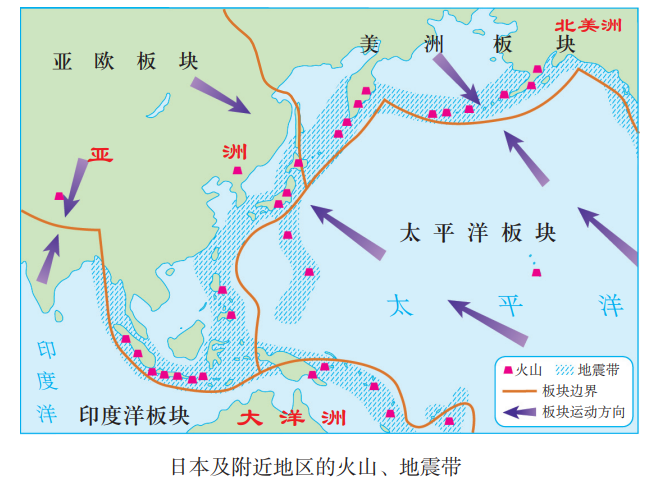 北美洲
美洲板块
亚欧板块
亚洲
太平洋板块
太平洋
印度洋
印度洋板块
大洋洲
火山
地震带
板块边界
板块运动方向
日本及附近地区的火山、地震带